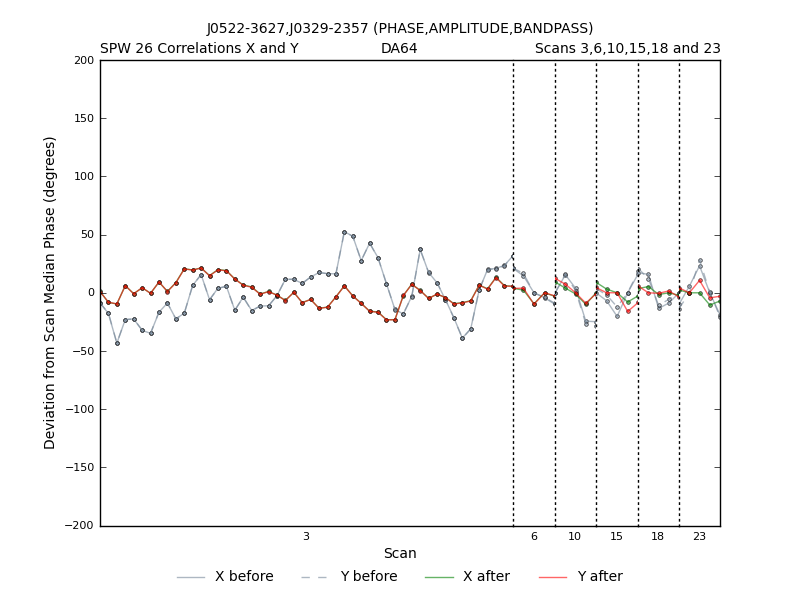 J0522-3627,J0329-2357 (PHASE,AMPLITUDE,BANDPASS)
SPW 26 Correlations X and Y DA64 Scans 3,6,10,15,18 and 23
200
150
100
50
0
−50
−100
−150
−200
Deviation from Scan Median Phase (degrees)
3 6 10 15 18 23
Scan
X before Y before X after Y after